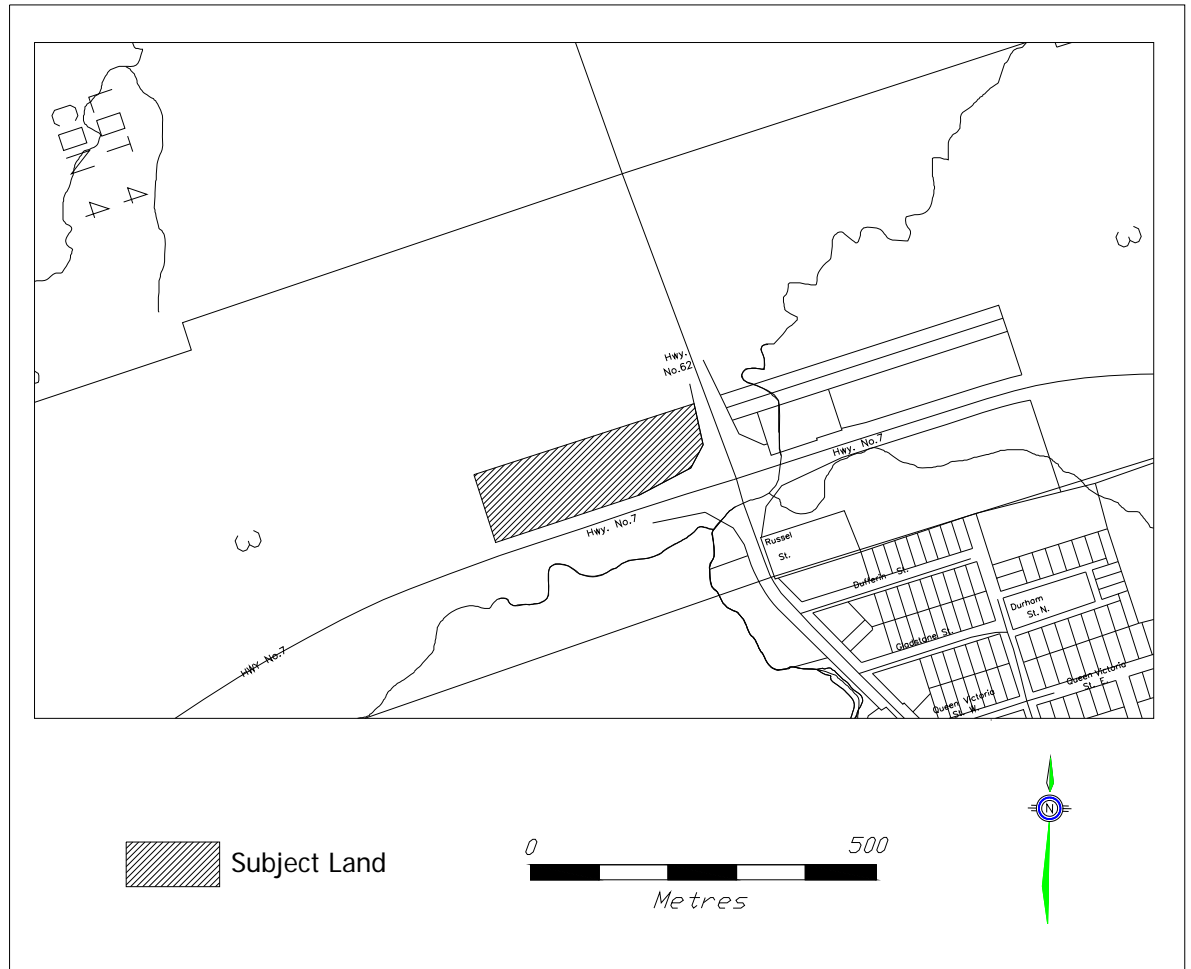 LOT 4
CON 4
3
Hwy.
No.62
Hwy. No.7
3
Hwy. No.7
Russel
St.
Dufferin St.
Durham
St. N.
Gladstone St.
HWY No.7
Queen Victoria
St. E.
Queen Victoria
St. W.
N
0 500
Subject Land
Metres